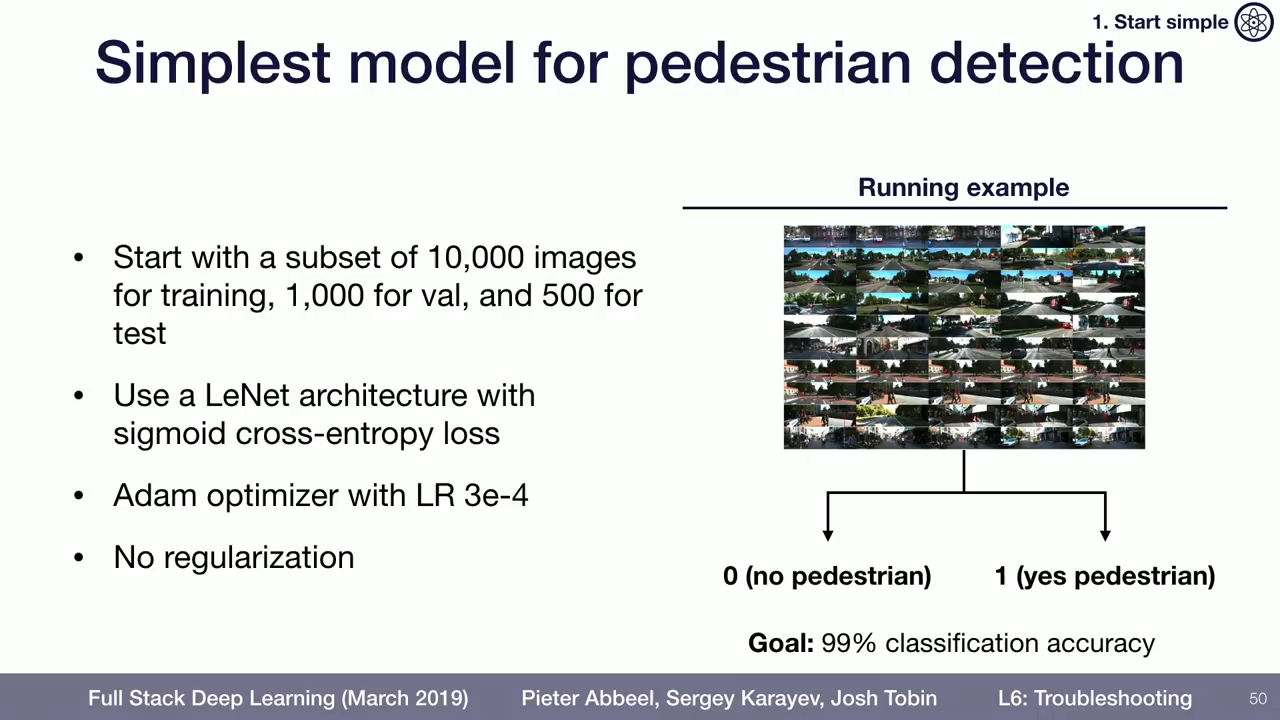 1. Start simple
Simplest model for pedestrian detection
Running example
• Start with a subset of 10,000 images
for training, 1,000 for val, and 500 for
test
• Use a LeNet architecture with
sigmoid cross-entropy loss
• Adam optimizer with LR 3e-4
• No regularization
0 (no pedestrian)
1 (yes pedestrian)
Goal: 99% classification accuracy
Full Stack Deep Learning (March 2019)
Pieter Abbeel, Sergey Karayev, Josh Tobin
L6: Troubleshooting
50